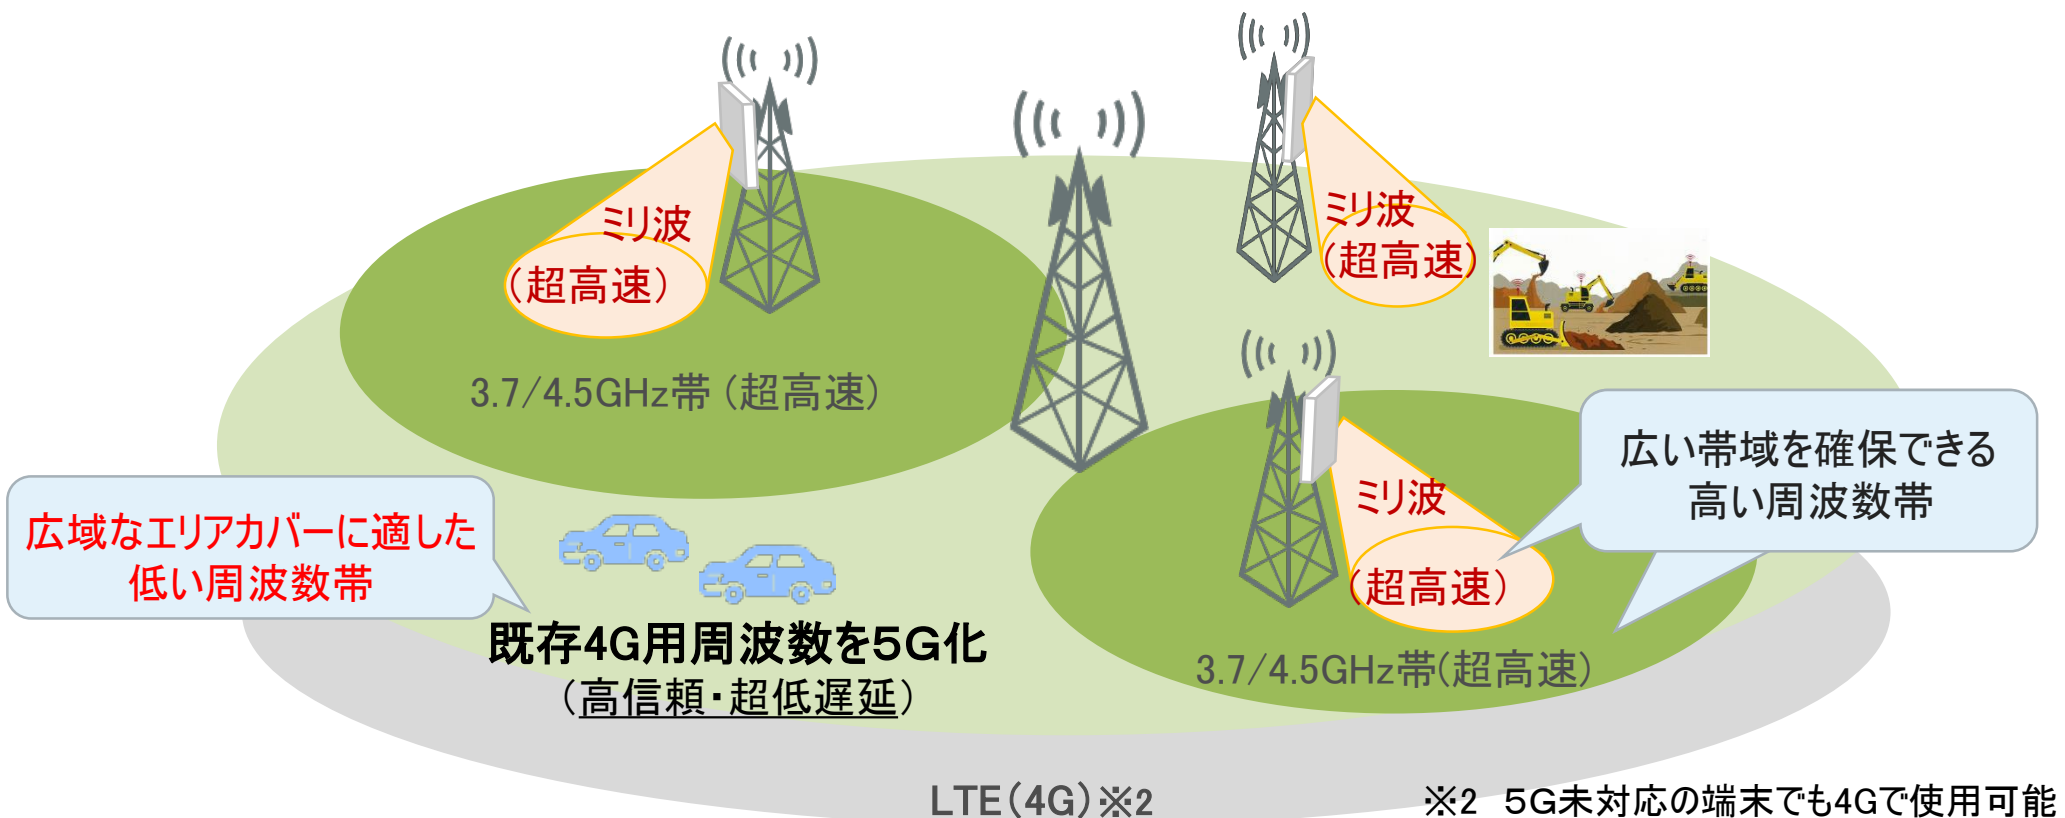 ミリ波
(超高速)
ミリ波
(超高速)
3.7/4.5GHz帯(超高速)
広い帯域を確保できる
高い周波数帯
ミリ波
(超高速)
広域なエリアカバーに適した
低い周波数帯
既存4G用周波数を5G化
(高信頼・超低遅延)
3.7/4.5GHz帯(超高速)
LTE(4G)※2
※2 5G未対応の端末でも4Gで使用可能